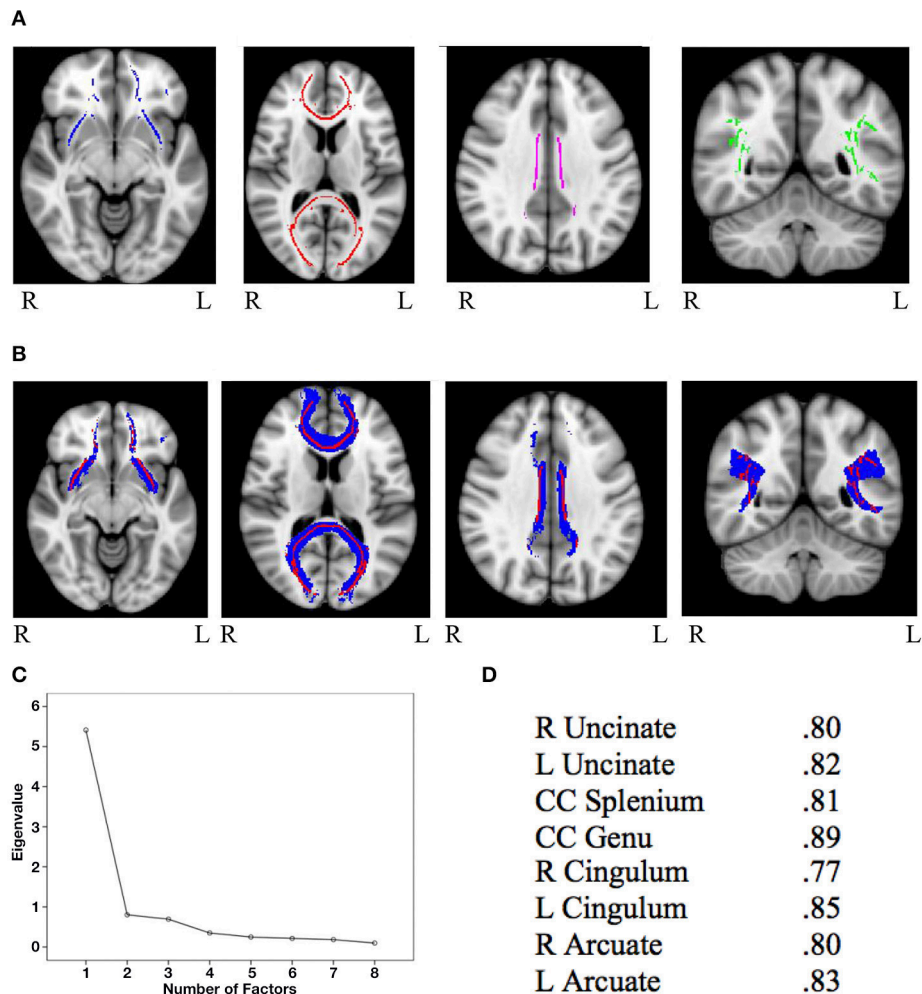 A
R L R L R L R L
B
R L R L R L R L
C
D
6
5
4
3
2
1
0
Eigenvalue
1 2 3 4 5 6 7 8
Number of Factors
R Uncinate .80
L Uncinate .82
CC Splenium .81
CC Genu .89
R Cingulum .77
L Cingulum .85
R Arcuate .80
L Arcuate .83